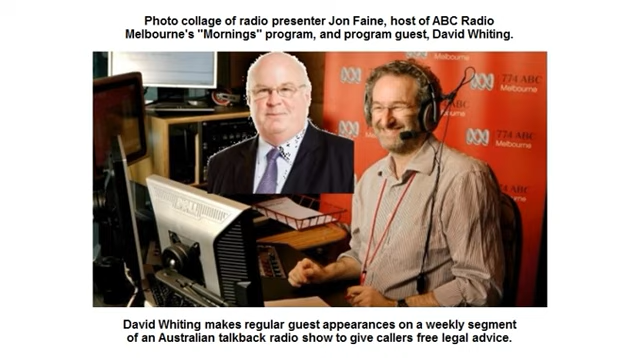 Photo collage of radio presenter Jon Faine, host of ABC Radio
Melbourne's "Mornings" program, and program guest, David Whiting.
774 ABC
Melbourne
774 ABC
Melbourne
774 ABC
David Whiting makes regular guest appearances on a weekly segment
of an Australian talkback radio show to give callers free legal advice.